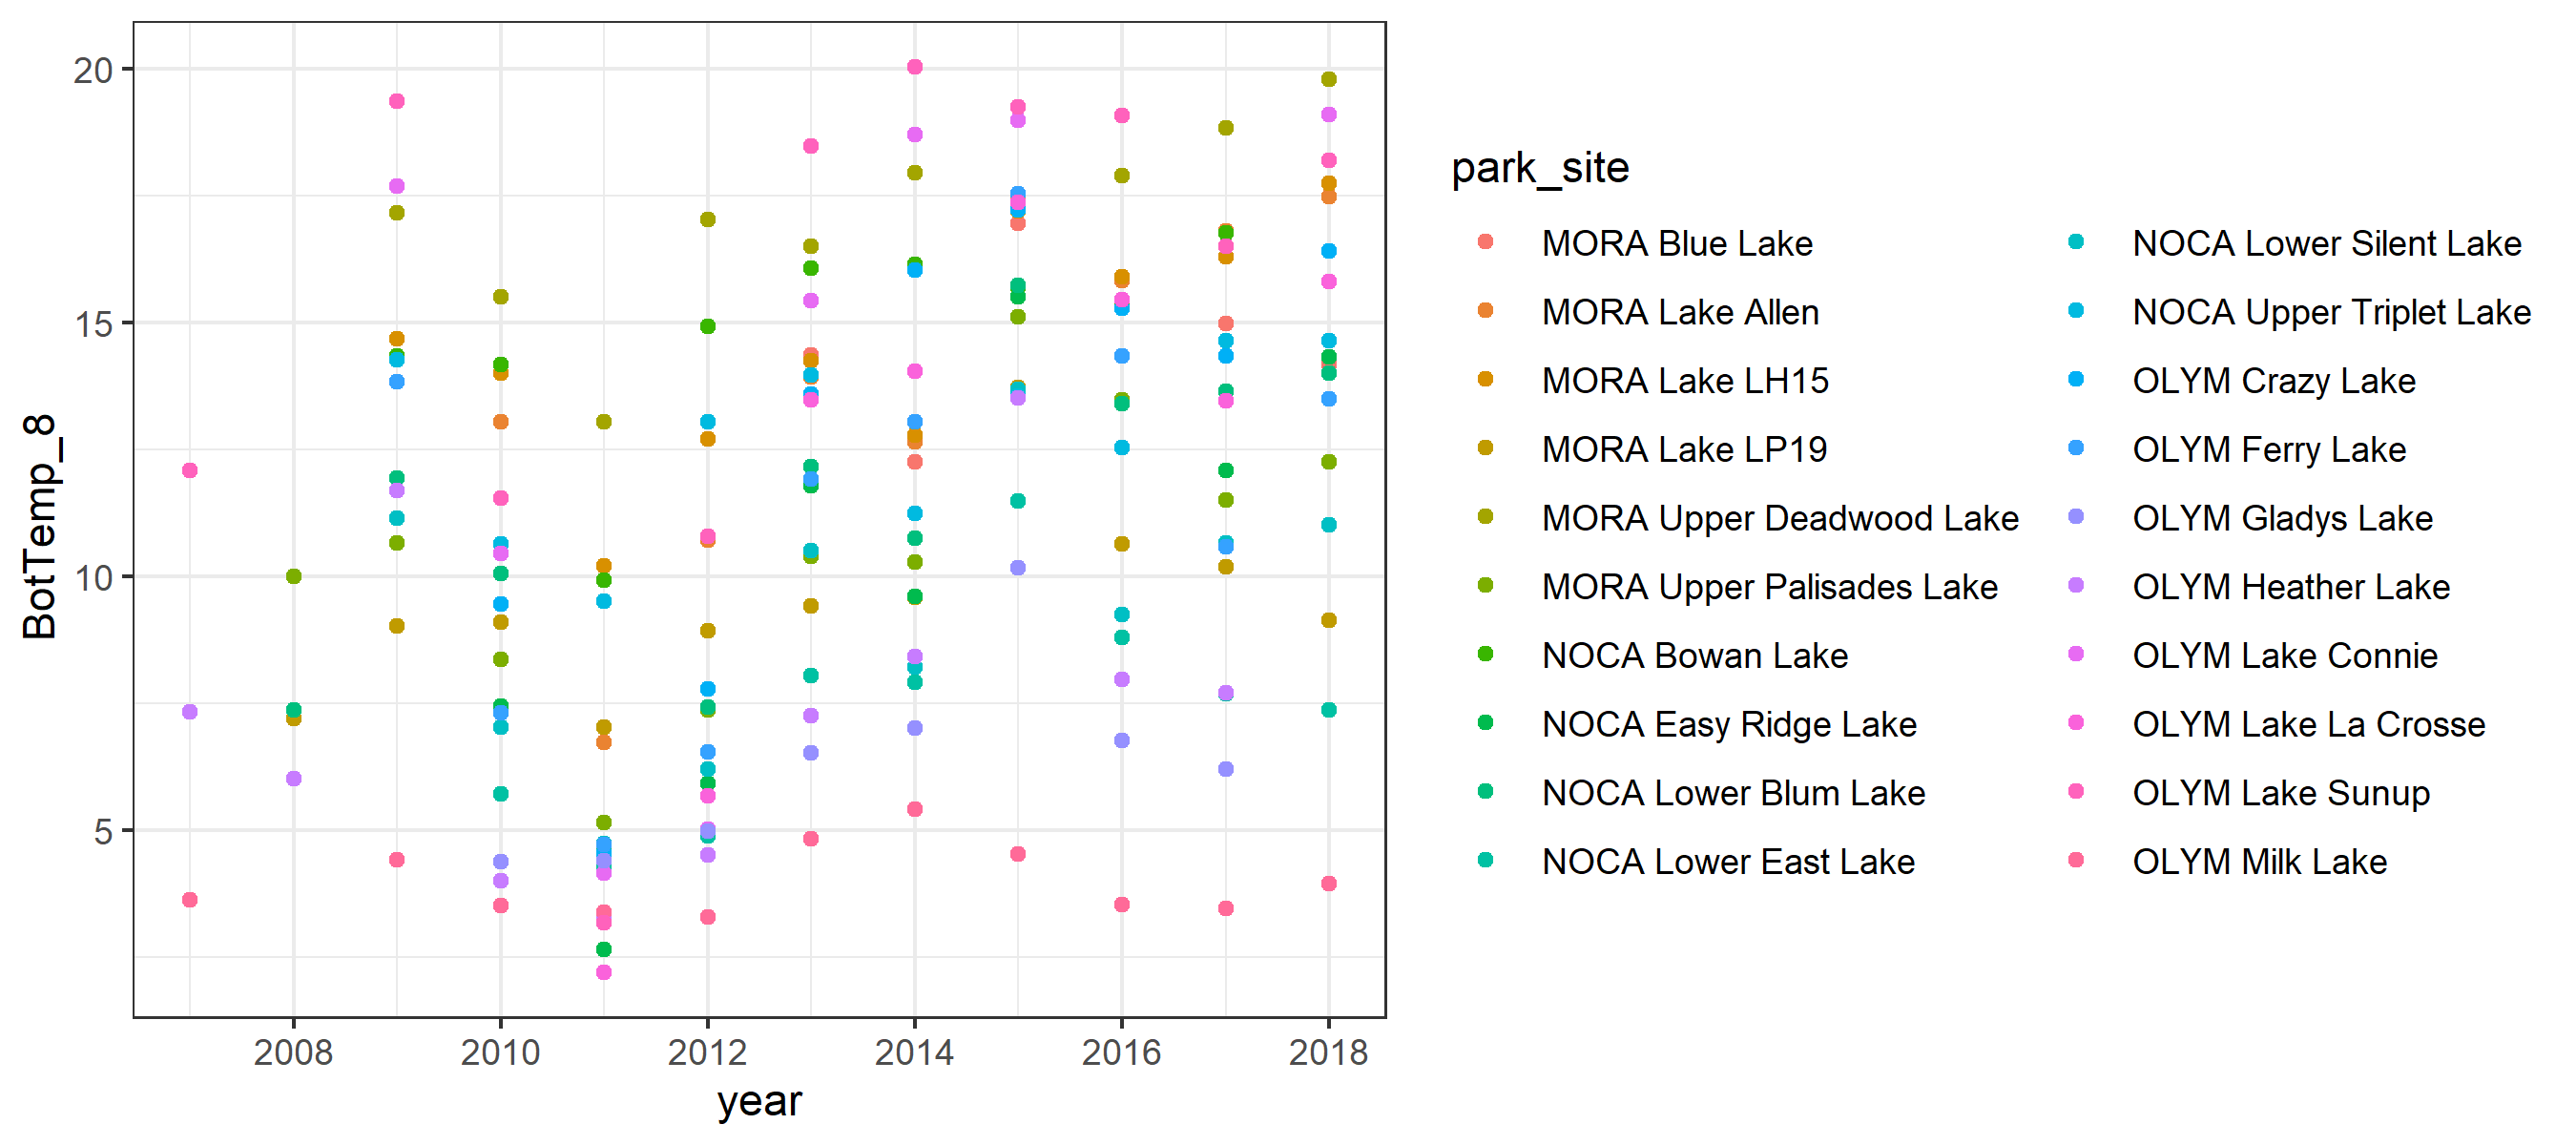 20
15
10
5
BotTemp_8
2008 2010 2012 2014 2016 2018
year
park_site
MORA Blue Lake
MORA Lake Allen
MORA Lake LH15
MORA Lake LP19
MORA Upper Deadwood Lake
MORA Upper Palisades Lake
NOCA Bowan Lake
NOCA Easy Ridge Lake
NOCA Lower Blum Lake
NOCA Lower East Lake
NOCA Lower Silent Lake
NOCA Upper Triplet Lake
OLYM Crazy Lake
OLYM Ferry Lake
OLYM Gladys Lake
OLYM Heather Lake
OLYM Lake Connie
OLYM Lake La Crosse
OLYM Lake Sunup
OLYM Milk Lake